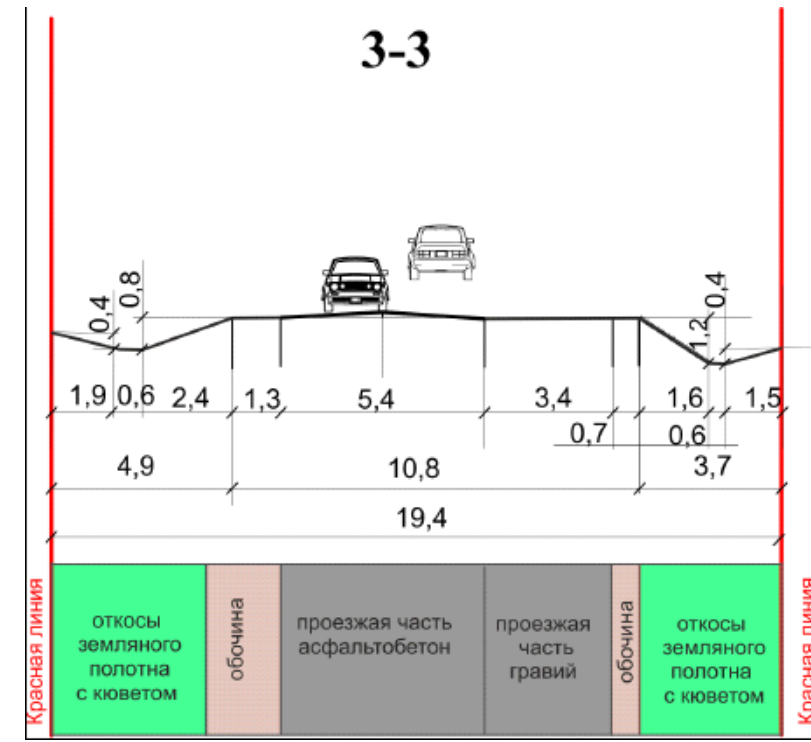 3-3
0,4
0,8
1,2
0,4
1,9 0,6 2,4 1,3 5,4 3,4 1,6 1,5
0,7 0,6
4,9 10,8 3,7
19,4
Красная линия
откосы
земляного
полотна
с кюветом
обочина
проезжая часть
асфальтобетон
проезжая
часть
гравий
обочина
откосы
земляного
полотна
с кюветом
Красная линия